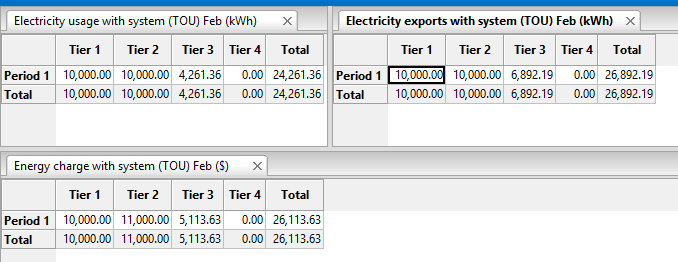 Electricity usage with system (TOU) Feb (kWh) ×
Tier 1 Tier 2 Tier 3 Tier 4 Total
Period 1 10,000.00 10,000.00 4,261.36 0.00 24,261.36
Total 10,000.00 10,000.00 4,261.36 0.00 24,261.36
Electricity exports with system (TOU) Feb (kWh) ×
Tier 1 Tier 2 Tier 3 Tier 4 Total
Period 1 10,000.00 10,000.00 6,892.19 0.00 26,892.19
Total 10,000.00 10,000.00 6,892.19 0.00 26,892.19
Energy charge with system (TOU) Feb ($) ×
Tier 1 Tier 2 Tier 3 Tier 4 Total
Period 1 10,000.00 11,000.00 5,113.63 0.00 26,113.63
Total 10,000.00 11,000.00 5,113.63 0.00 26,113.63